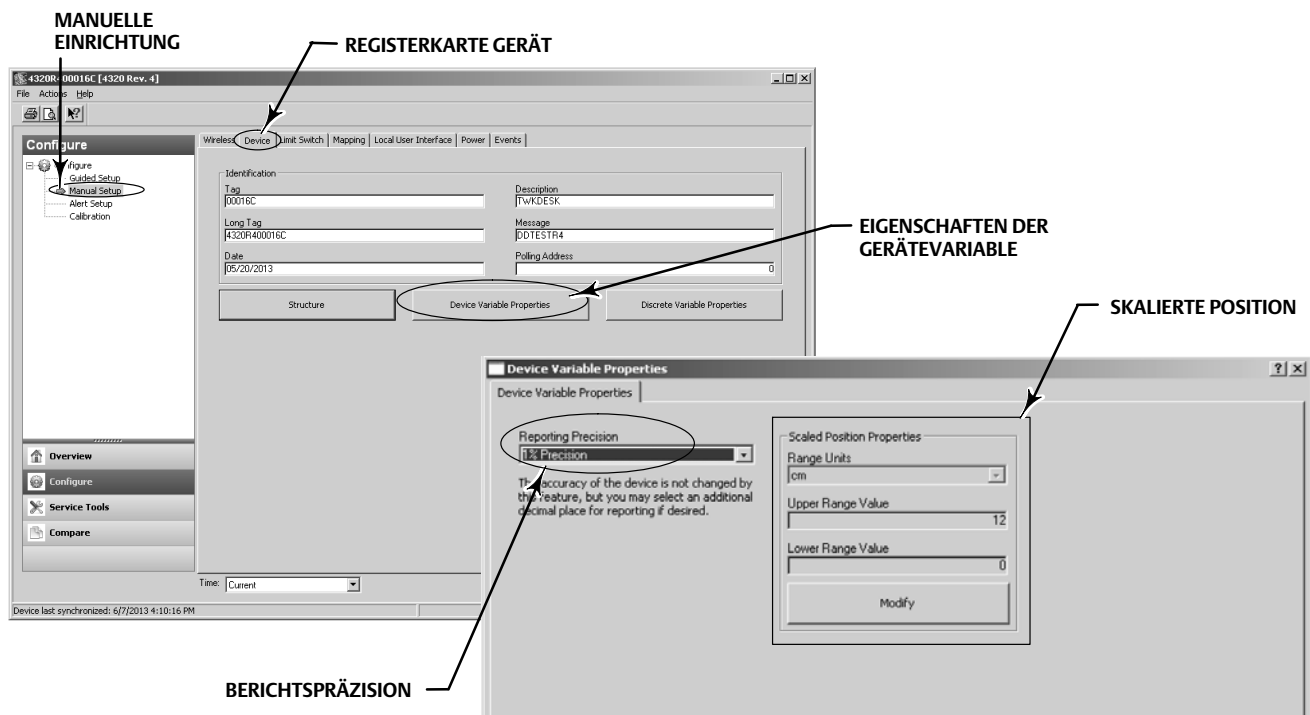 MANUELLE
EINRICHTUNG
REGISTERKARTE GERÄT
4320R400016C [4320 Rev. 4]
File Actions Help
Configure
Wireless Device Limit Switch Mapping Local User Interface Power Events
Configure
Guided Setup
Manual Setup
Alert Setup
Calibration
Identification
Tag
00016C
Description
TWKDESK
Long Tag
4320R400016C
Message
DDTESTR4
Date
05/20/2013
Polling Address
0
Structure
Device Variable Properties
Discrete Variable Properties
EIGENSCHAFTEN DER
GERÄTEVARIABLE
SKALIERTE POSITION
Overview
Configure
Service Tools
Compare
Time: Current
Device last synchronized: 6/7/2013 4:10:16 PM
Device Variable Properties
Device Variable Properties
Reporting Precision
1% Precision
The accuracy of the device is not changed by
this feature, but you may select an additional
decimal place for reporting if desired.
Scaled Position Properties
Range Units
cm
Upper Range Value
12
Lower Range Value
0
Modify
BERICHTSPRÄZISION